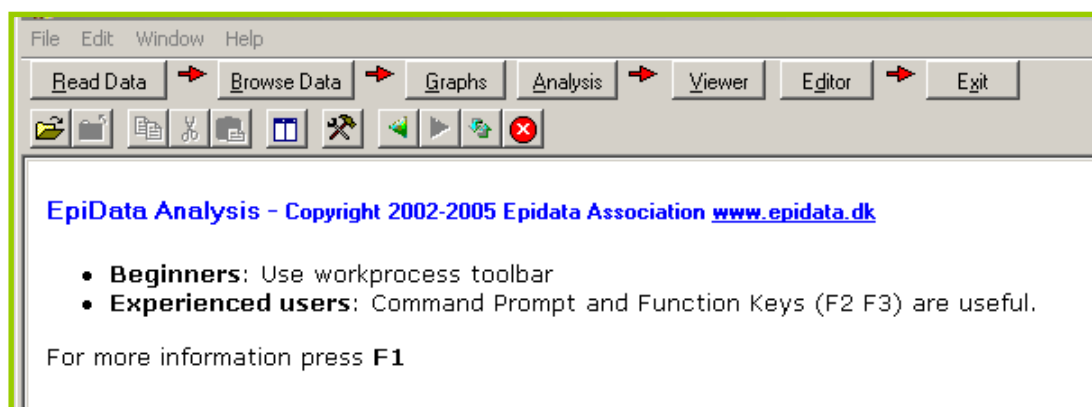 File Edit Window Help
Read Data Browse Data Graphs Analysis Viewer Editor Exit
EpiData Analysis - Copyright 2002-2005 Epidata Association www.epidata.dk
• Beginners: Use workprocess toolbar
• Experienced users: Command Prompt and Function Keys (F2 F3) are useful.
For more information press F1